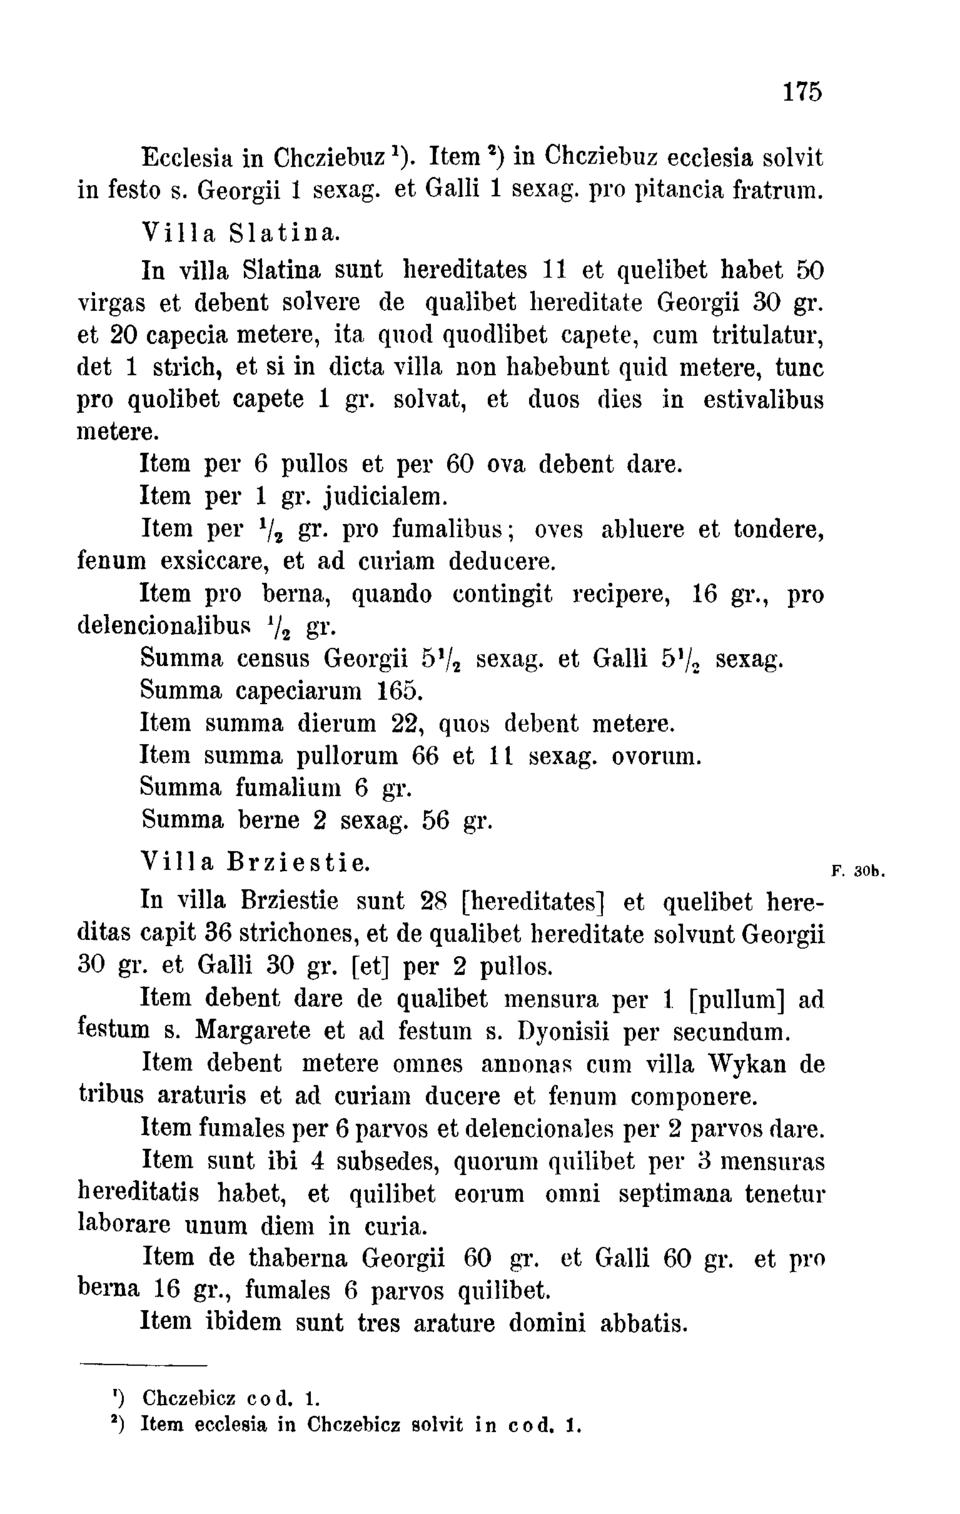 175
Ecclesia in Chcziebuz ¹). Item ²) in Chcziebuz ecclesia solvit
in festo s. Georgii 1 sexag. et Galli 1 sexag. pro pitancia fratrum.
Villa Slatina.
In villa Slatina sunt hereditates 11 et quelibet habet 50
virgas et debent solvere de qualibet hereditate Georgii 30 gr.
et 20 capecia metere, ita quod quodlibet capete, cum tritulatur,
det 1 strich, et si in dicta villa non habebunt quid metere, tunc
pro quolibet capete 1 gr. solvat, et duos dies in estivalibus
metere.
Item per 6 pullos et per 60 ova debent dare.
Item per 1 gr. judicialem.
Item per ½ gr. pro fumalibus; oves abluere et tondere,
fenum exsiccare, et ad curiam deducere.
Item pro berna, quando contingit recipere, 16 gr., pro
delencionalibus ½ gr.
Summa census Georgii 5½ sexag. et Galli 5½ sexag.
Summa capeciarum 165.
Item summa dierum 22, quos debent metere.
Item summa pullorum 66 et 11 sexag. ovorum.
Summa fumalium 6 gr.
Summa berne 2 sexag. 56 gr.
Villa Brziestie.
F. 30b.
In villa Brziestie sunt 28 [hereditates] et quelibet here-
ditas capit 36 strichones, et de qualibet hereditate solvunt Georgii
30 gr. et Galli 30 gr. [et] per 2 pullos.
Item debent dare de qualibet mensura per 1 [pullum] ad
festum s. Margarete et ad festum s. Dyonisii per secundum.
Item debent metere omnes annonas cum villa Wykan de
tribus araturis et ad curiam ducere et fenum componere.
Item fumales per 6 parvos et delencionales per 2 parvos dare.
Item sunt ibi 4 subsedes, quorum quilibet per 3 mensuras
hereditatis habet, et quilibet eorum omni septimana tenetur
laborare unum diem in curia.
Item de thaberna Georgii 60 gr. et Galli 60 gr. et pro
berna 16 gr., fumales 6 parvos quilibet.
Item ibidem sunt tres arature domini abbatis.
¹) Chczebicz cod. 1.
²) Item ecclesia in Chczebicz solvit in cod. 1.